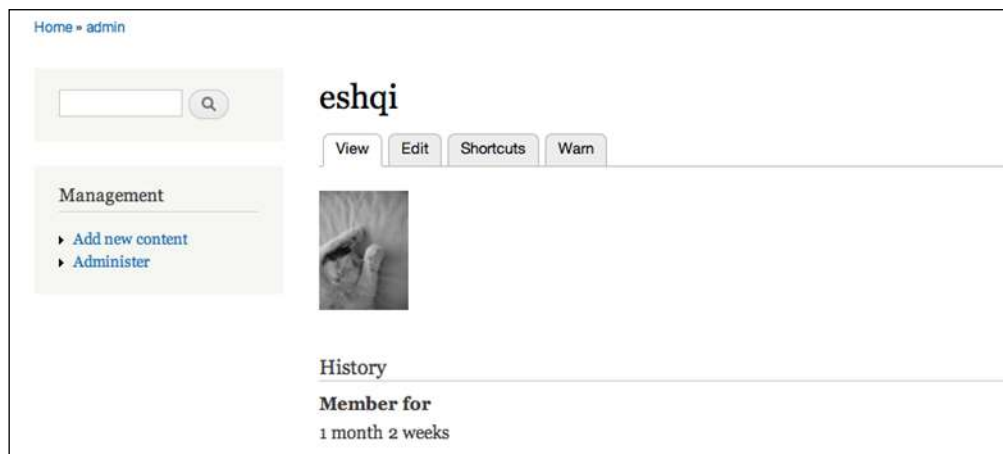 Home » admin
eshqi
View Edit Shortcuts Warn
Management
Add new content
Administer
History
Member for
1 month 2 weeks